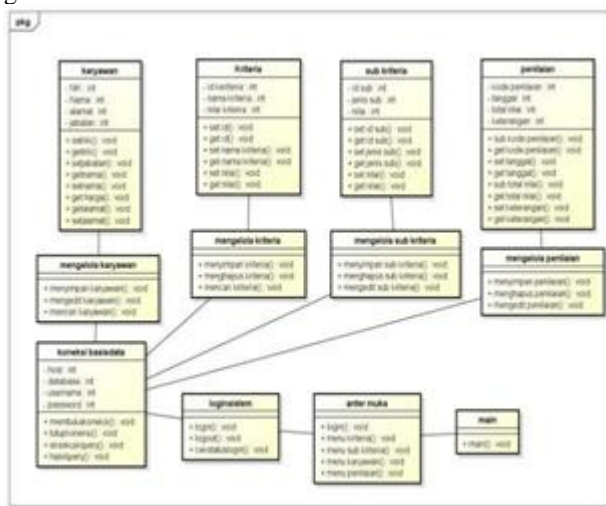 pkg
karyawan
- NIK : int
- Nama : int
- alamat : int
- jabatan : int
+ setNik() : void
+ getNik() : void
+ setjabatan() : void
+ getnama() : void
+ setnama() : void
+ get harga() : void
+ getalamat() : void
+ setalamat() : void
Kriteria
- id kriteria : int
- nama kriteria : int
- nilai kriteria : int
+ set id() : void
+ get id() : void
+ set nama kriteria() : void
+ get nama kriteria() : void
+ set nilai() : void
+ get nilai() : void
sub kriteria
- id sub : int
- jenis sub : int
- nilai : int
+ set id sub() : void
+ get id sub() : void
+ set jenis sub() : void
+ get jenis sub() : void
+ set nilai() : void
+ get nilai() : void
penilaian
- kode penilaian : int
- tanggal : int
- total nilai : int
- keterangan : int
+ sub kode penilaian() : void
+ get kode penilaian() : void
+ set tanggal() : void
+ get tanggal() : void
+ sub total nilai() : void
+ get total nilai() : void
+ set keterangan() : void
+ get keterangan() : void
mengelola karyawan
+ menyimpan karyawan() : void
+ mengedit karyawan() : void
+ mencari karyawan() : void
mengelola kriteria
+ menyimpan kriteria() : void
+ menghapus kriteria() : void
+ mencari kriteria() : void
mengelola sub kriteria
+ menyimpan sub kriteria() : void
+ menghapus sub kriteria() : void
+ mengedit sub kriteria() : void
mengelola penilaian
+ menyimpan penilaian() : void
+ menghapus penilaian() : void
+ mengedit penilaian() : void
koneksi basisdata
- host : int
- database : int
- username : int
- password : int
+ membukakoneksi() : void
+ tutupkoneksi() : void
+ eksekusiquery() : void
+ hasilquery() : void
loginsistem
+ login() : void
+ logout() : void
+ cekstatuslogin() : void
antar muka
+ login() : void
+ menu kriteria() : void
+ menu sub kriteria() : void
+ menu karyawan() : void
+ menu penilaian() : void
main
+ main() : void